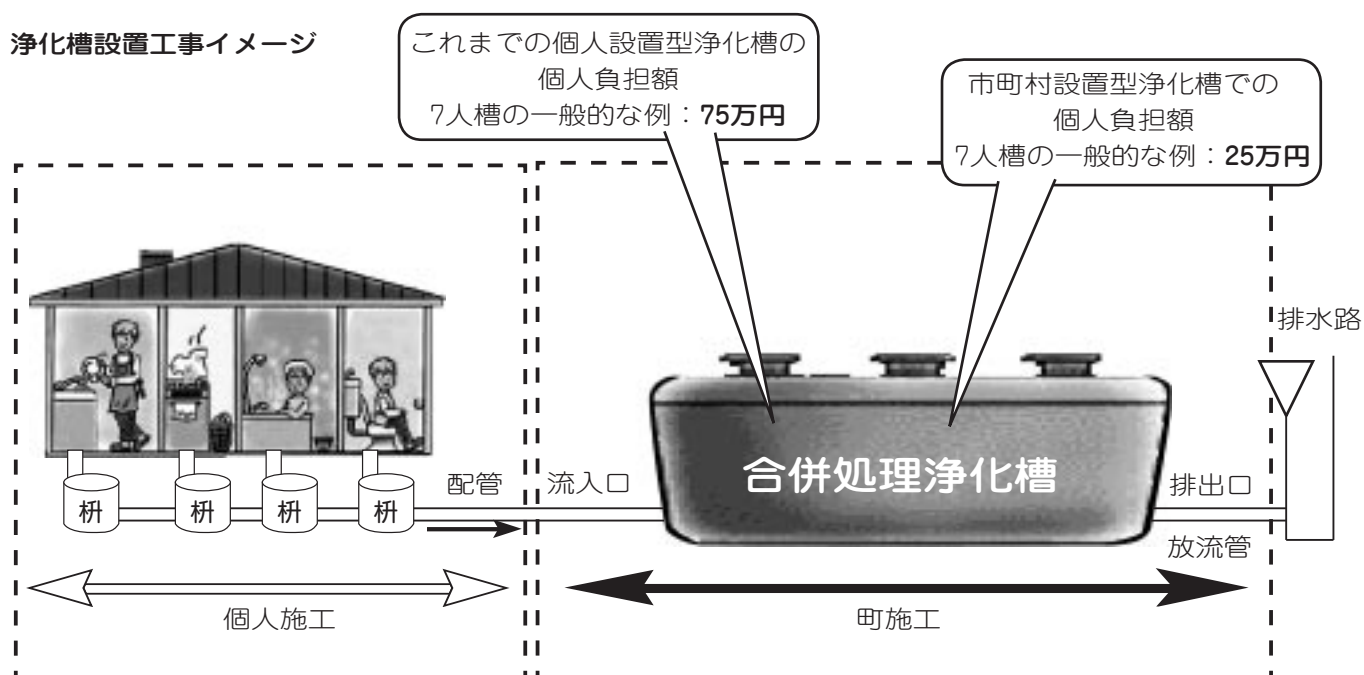 浄化槽設置工事イメージ
これまでの個人設置型浄化槽の
個人負担額
7人槽の一般的な例：75万円
市町村設置型浄化槽での
個人負担額
7人槽の一般的な例：25万円
排水路
合併処理浄化槽
配管
流入口
排出口
枡
枡
枡
枡
放流管
個人施工
町施工